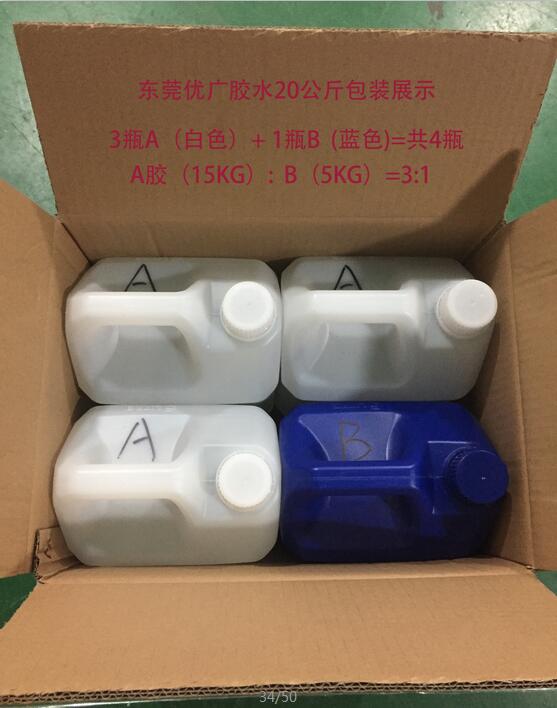 东莞优广胶水20公斤包装展示
3瓶A（白色）+ 1瓶B (蓝色)=共4瓶
A胶（15KG）: B（5KG）=3:1
A
A
A
B
34/50